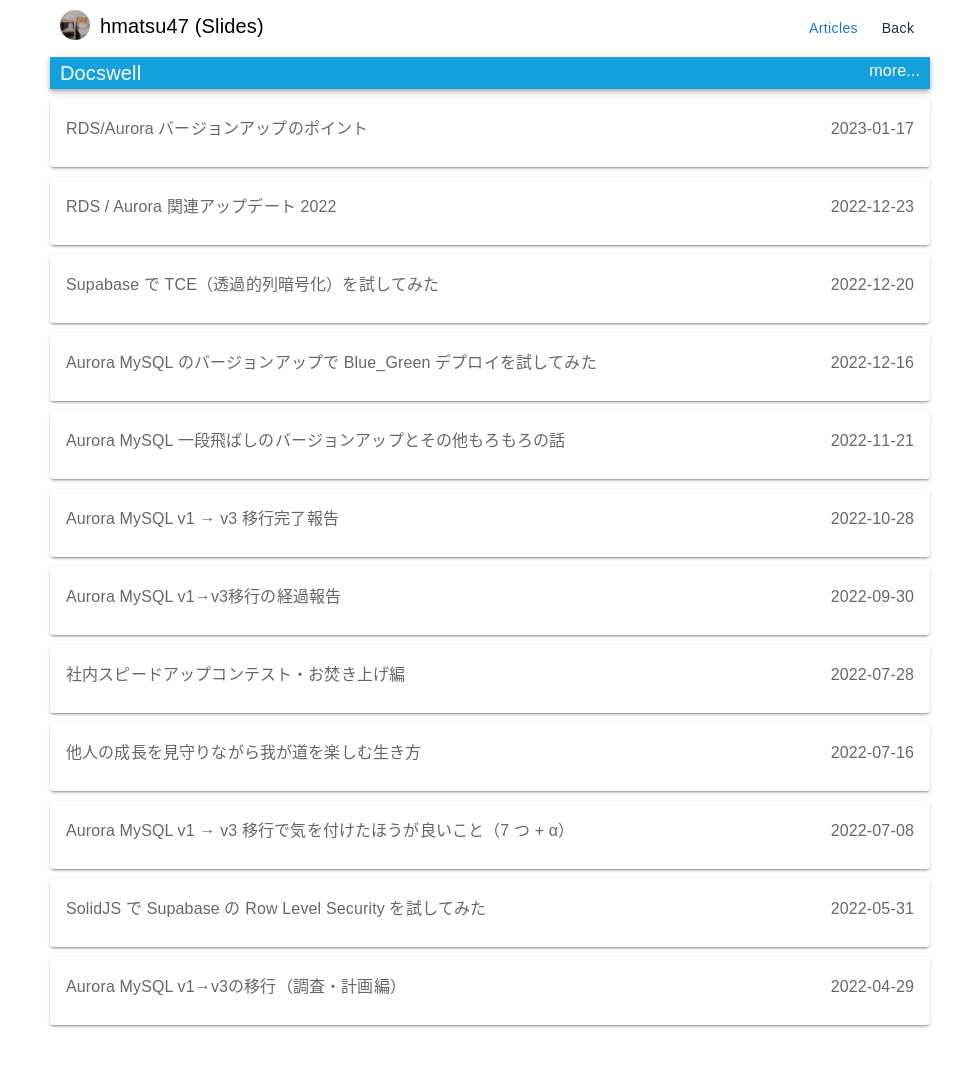 hmatsu47 (Slides)
Articles Back
Docswell more...
RDS/Aurora バージョンアップのポイント 2023-01-17
RDS / Aurora 関連アップデート 2022 2022-12-23
Supabase で TCE（透過的列暗号化）を試してみた 2022-12-20
Aurora MySQL のバージョンアップで Blue_Green デプロイを試してみた 2022-12-16
Aurora MySQL 一段飛ばしのバージョンアップとその他もろもろの話 2022-11-21
Aurora MySQL v1 → v3 移行完了報告 2022-10-28
Aurora MySQL v1→v3移行の経過報告 2022-09-30
社内スピードアップコンテスト・お焚き上げ編 2022-07-28
他人の成長を見守りながら我が道を楽しむ生き方 2022-07-16
Aurora MySQL v1 → v3 移行で気を付けたほうが良いこと（7 つ + α） 2022-07-08
SolidJS で Supabase の Row Level Security を試してみた 2022-05-31
Aurora MySQL v1→v3の移行（調査・計画編） 2022-04-29